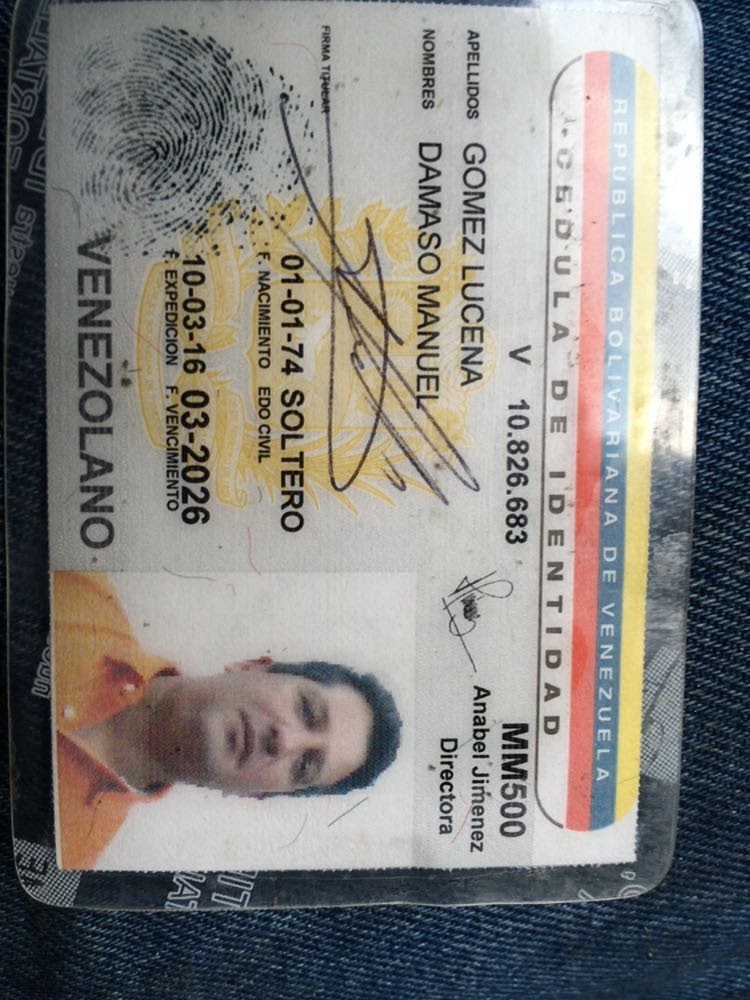 REPUBLICA BOLIVARIANA DE VENEZUELA
CEDULA DE IDENTIDAD
V 10.826.683
MM500
Anabel Jimenez
Directora
APELLIDOS GOMEZ LUCENA
NOMBRES DAMASO MANUEL
FIRMA TITULAR
01-01-74 SOLTERO
F. NACIMIENTO EDO CIVIL
10-03-16 03-2026
F. EXPEDICION F. VENCIMIENTO
VENEZOLANO